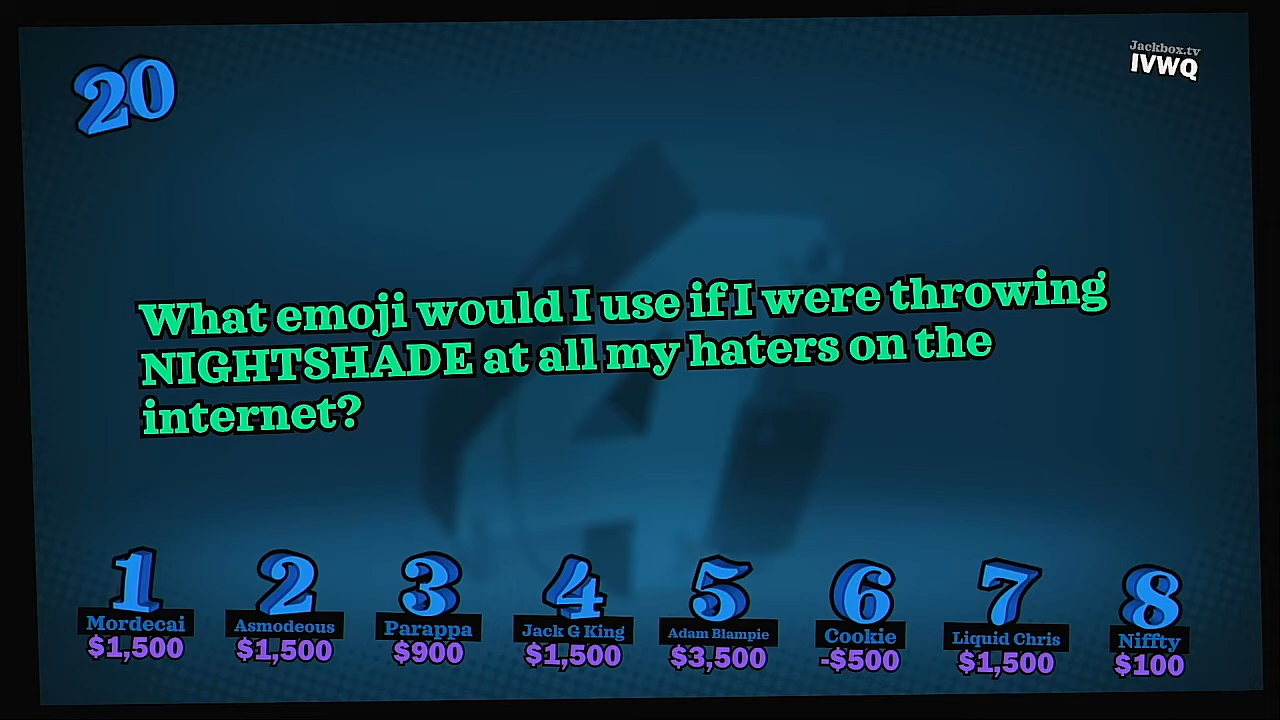 20
Jackbox.tv
IVWQ
What emoji would I use if I were throwing
NIGHTSHADE at all my haters on the
internet?
1 2 3 4 5 6 7 8
Mordecai Asmodeous Parappa Jack G King Adam Blampie Cookie Liquid Chris Niffty
$1,500 $1,500 $900 $1,500 $3,500 -$500 $1,500 $100